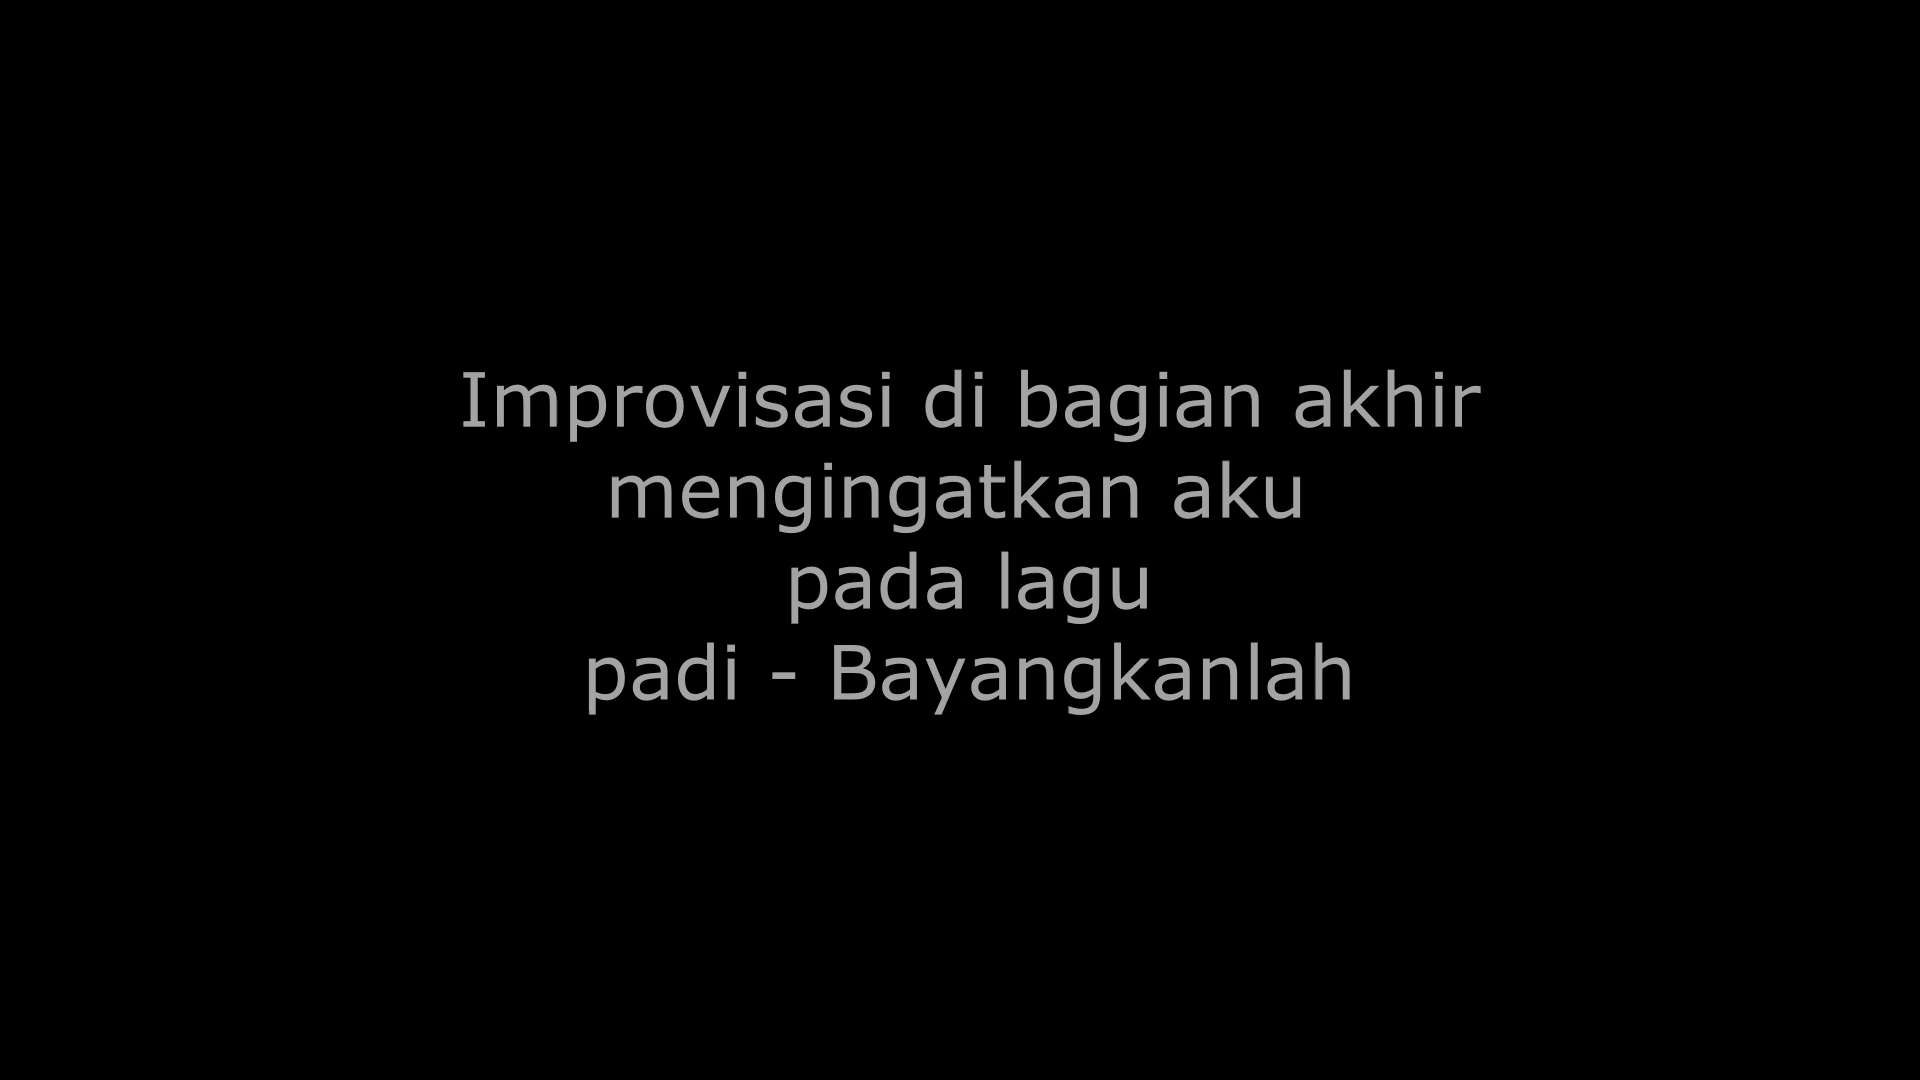 Improvisasi di bagian akhir
mengingatkan aku
pada lagu
padi - Bayangkanlah